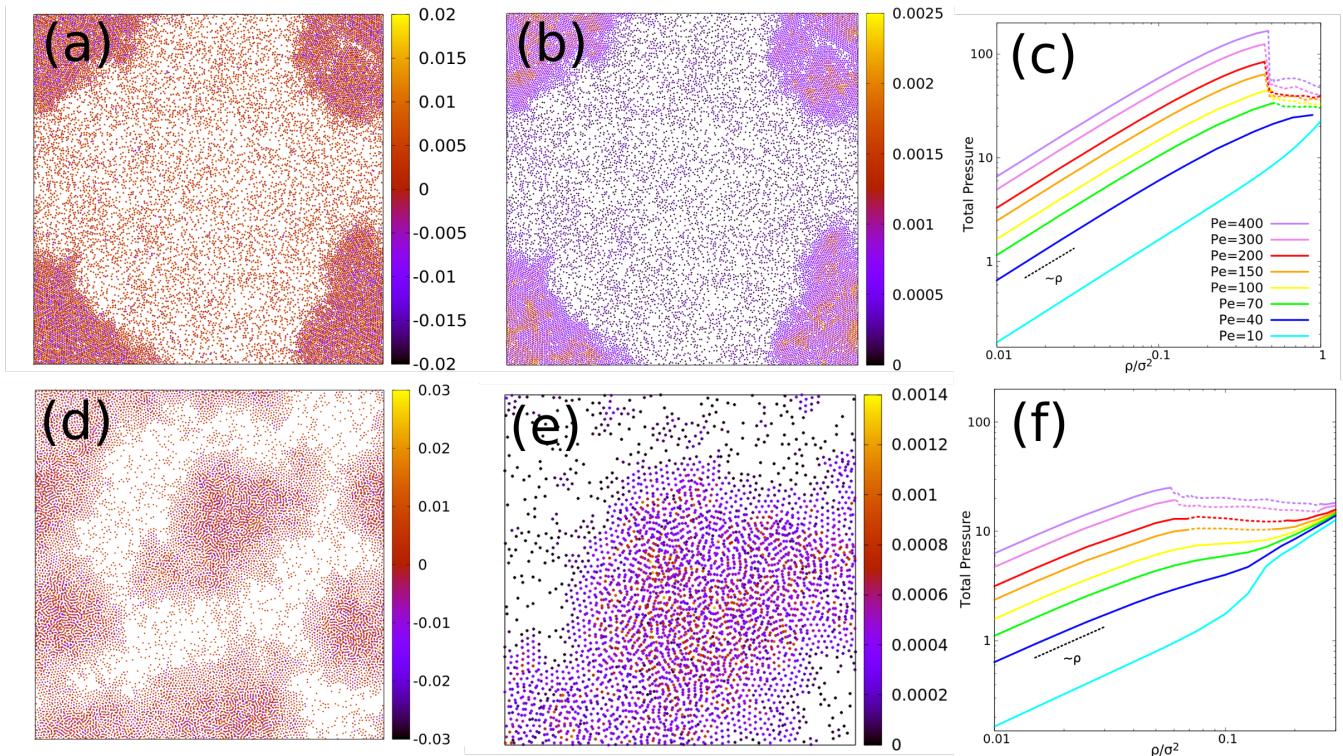 (a)
0.02
0.015
0.01
0.005
0
-0.005
-0.01
-0.015
-0.02
(b)
0.0025
0.002
0.0015
0.001
0.0005
0
(c)
Total Pressure
100
10
1
0.01
0.1
1
ρ/σ²
~ρ
Pe=400
Pe=300
Pe=200
Pe=150
Pe=100
Pe=70
Pe=40
Pe=10
(d)
0.03
0.02
0.01
0
-0.01
-0.02
-0.03
(e)
0.0014
0.0012
0.001
0.0008
0.0006
0.0004
0.0002
0
(f)
Total Pressure
100
10
1
0.01
0.1
ρ/σ²
~ρ